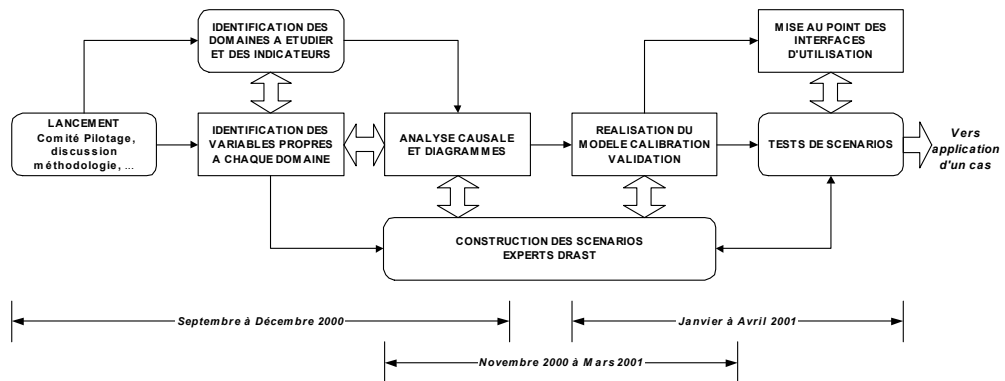 IDENTIFICATION DES
DOMAINES A ETUDIER
ET DES INDICATEURS
MISE AU POINT DES
INTERFACES
D'UTILISATION
LANCEMENT
Comité Pilotage,
discussion
méthodologie, ...
IDENTIFICATION DES
VARIABLES PROPRES
A CHAQUE DOMAINE
ANALYSE CAUSALE
ET DIAGRAMMES
REALISATION DU
MODELE CALIBRATION
VALIDATION
TESTS DE SCENARIOS
Vers
application
d'un cas
CONSTRUCTION DES SCENARIOS
EXPERTS DRAST
Septembre à Décembre 2000
Janvier à Avril 2001
Novembre 2000 à Mars 2001